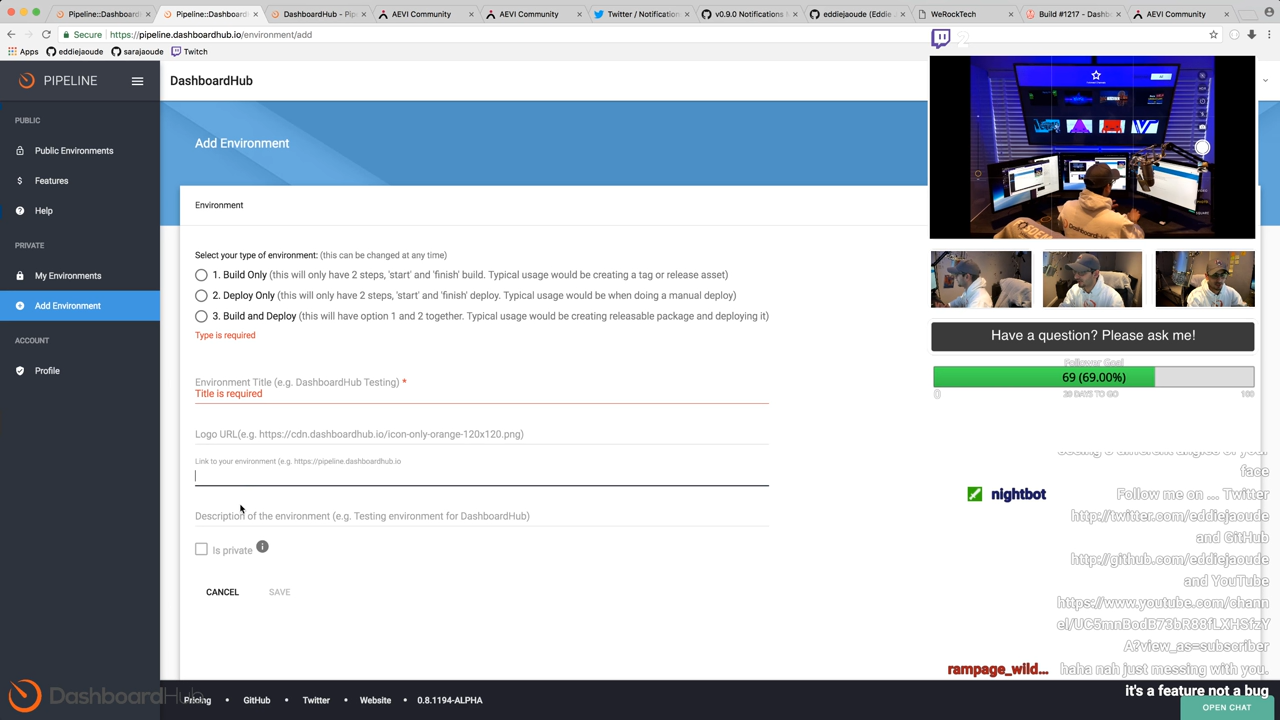 Pipeline::Dashboard
Pipeline::Dashboard
DashboardHub - Pip
AEVI Community
AEVI Community
Twitter / Notification
v0.9.0 Notifications
eddiejaoude (Eddie
WeRockTech
Build #1217 - Dashb
AEVI Community
Secure https://pipeline.dashboardhub.io/environment/add
Apps eddiejaoude sarajaoude Twitch
2
PIPELINE
DashboardHub
PUBLIC
Public Environments
Features
Help
PRIVATE
My Environments
Add Environment
ACCOUNT
Profile
Add Environment
Environment
Select your type of environment: (this can be changed at any time)
1. Build Only (this will only have 2 steps, 'start' and 'finish' build. Typical usage would be creating a tag or release asset)
2. Deploy Only (this will only have 2 steps, 'start' and 'finish' deploy. Typical usage would be when doing a manual deploy)
3. Build and Deploy (this will have option 1 and 2 together. Typical usage would be creating releasable package and deploying it)
Type is required
Environment Title (e.g. DashboardHub Testing) *
Title is required
Logo URL(e.g. https://cdn.dashboardhub.io/icon-only-orange-120x120.png)
Link to your environment (e.g. https://pipeline.dashboardhub.io
Description of the environment (e.g. Testing environment for DashboardHub)
Is private
CANCEL SAVE
Have a question? Please ask me!
Follower Goal
69 (69.00%)
0 20 DAYS TO GO 100
face
nightbot Follow me on ... Twitter
http://twitter.com/eddiejaoude
and GitHub
http://github.com/eddiejaoude
and YouTube
https://www.youtube.com/chann
el/UC5mnBodB73bR88fLXHSfzY
A?view_as=subscriber
rampage_wild... haha nah just messing with you.
it's a feature not a bug
DashboardHub
Pricing • GitHub • Twitter • Website • 0.8.1194-ALPHA
OPEN CHAT